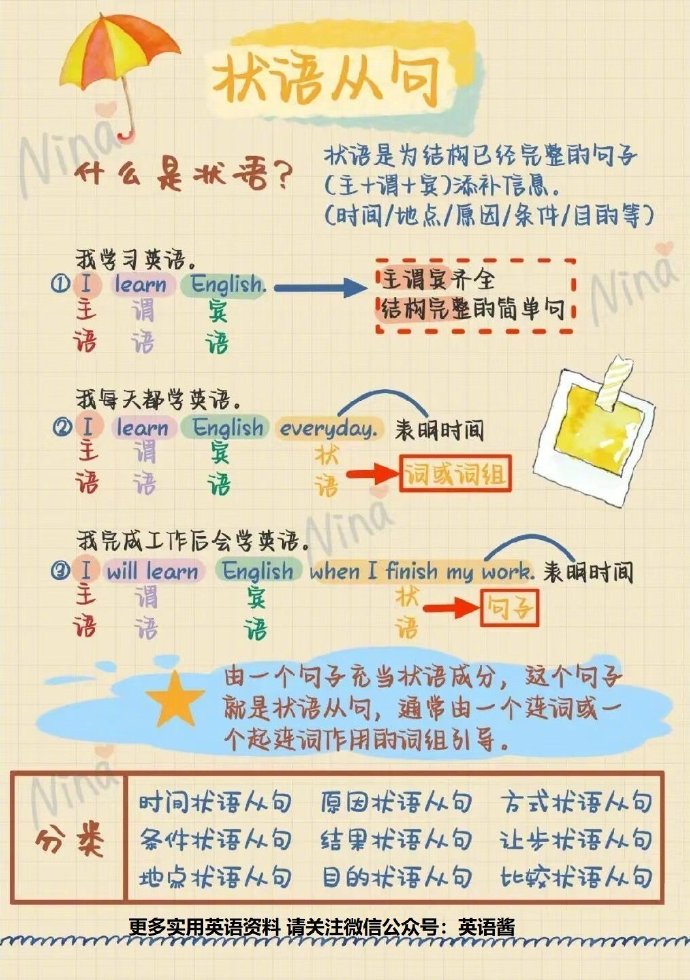 状语从句
Nina
什么是状语?
状语是为结构已经完整的句子
(主+谓+宾)添补信息.
(时间/地点/原因/条件/目的等)
我学习英语。
① I learn English.
主语 谓语 宾语
主谓宾齐全
结构完整的简单句
Nina
我每天都学英语。
② I learn English everyday. 表明时间
主语 谓语 宾语 状语
词或词组
Nina
我完成工作后会学英语。
③ I will learn English when I finish my work. 表明时间
主语 谓语 宾语 状语
句子
由一个句子充当状语成分，这个句子
就是状语从句，通常由一个连词或一
个起连词作用的词组引导。
Nina
分类
时间状语从句 原因状语从句 方式状语从句
条件状语从句 结果状语从句 让步状语从句
地点状语从句 目的状语从句 比较状语从句
更多实用英语资料 请关注微信公众号：英语酱